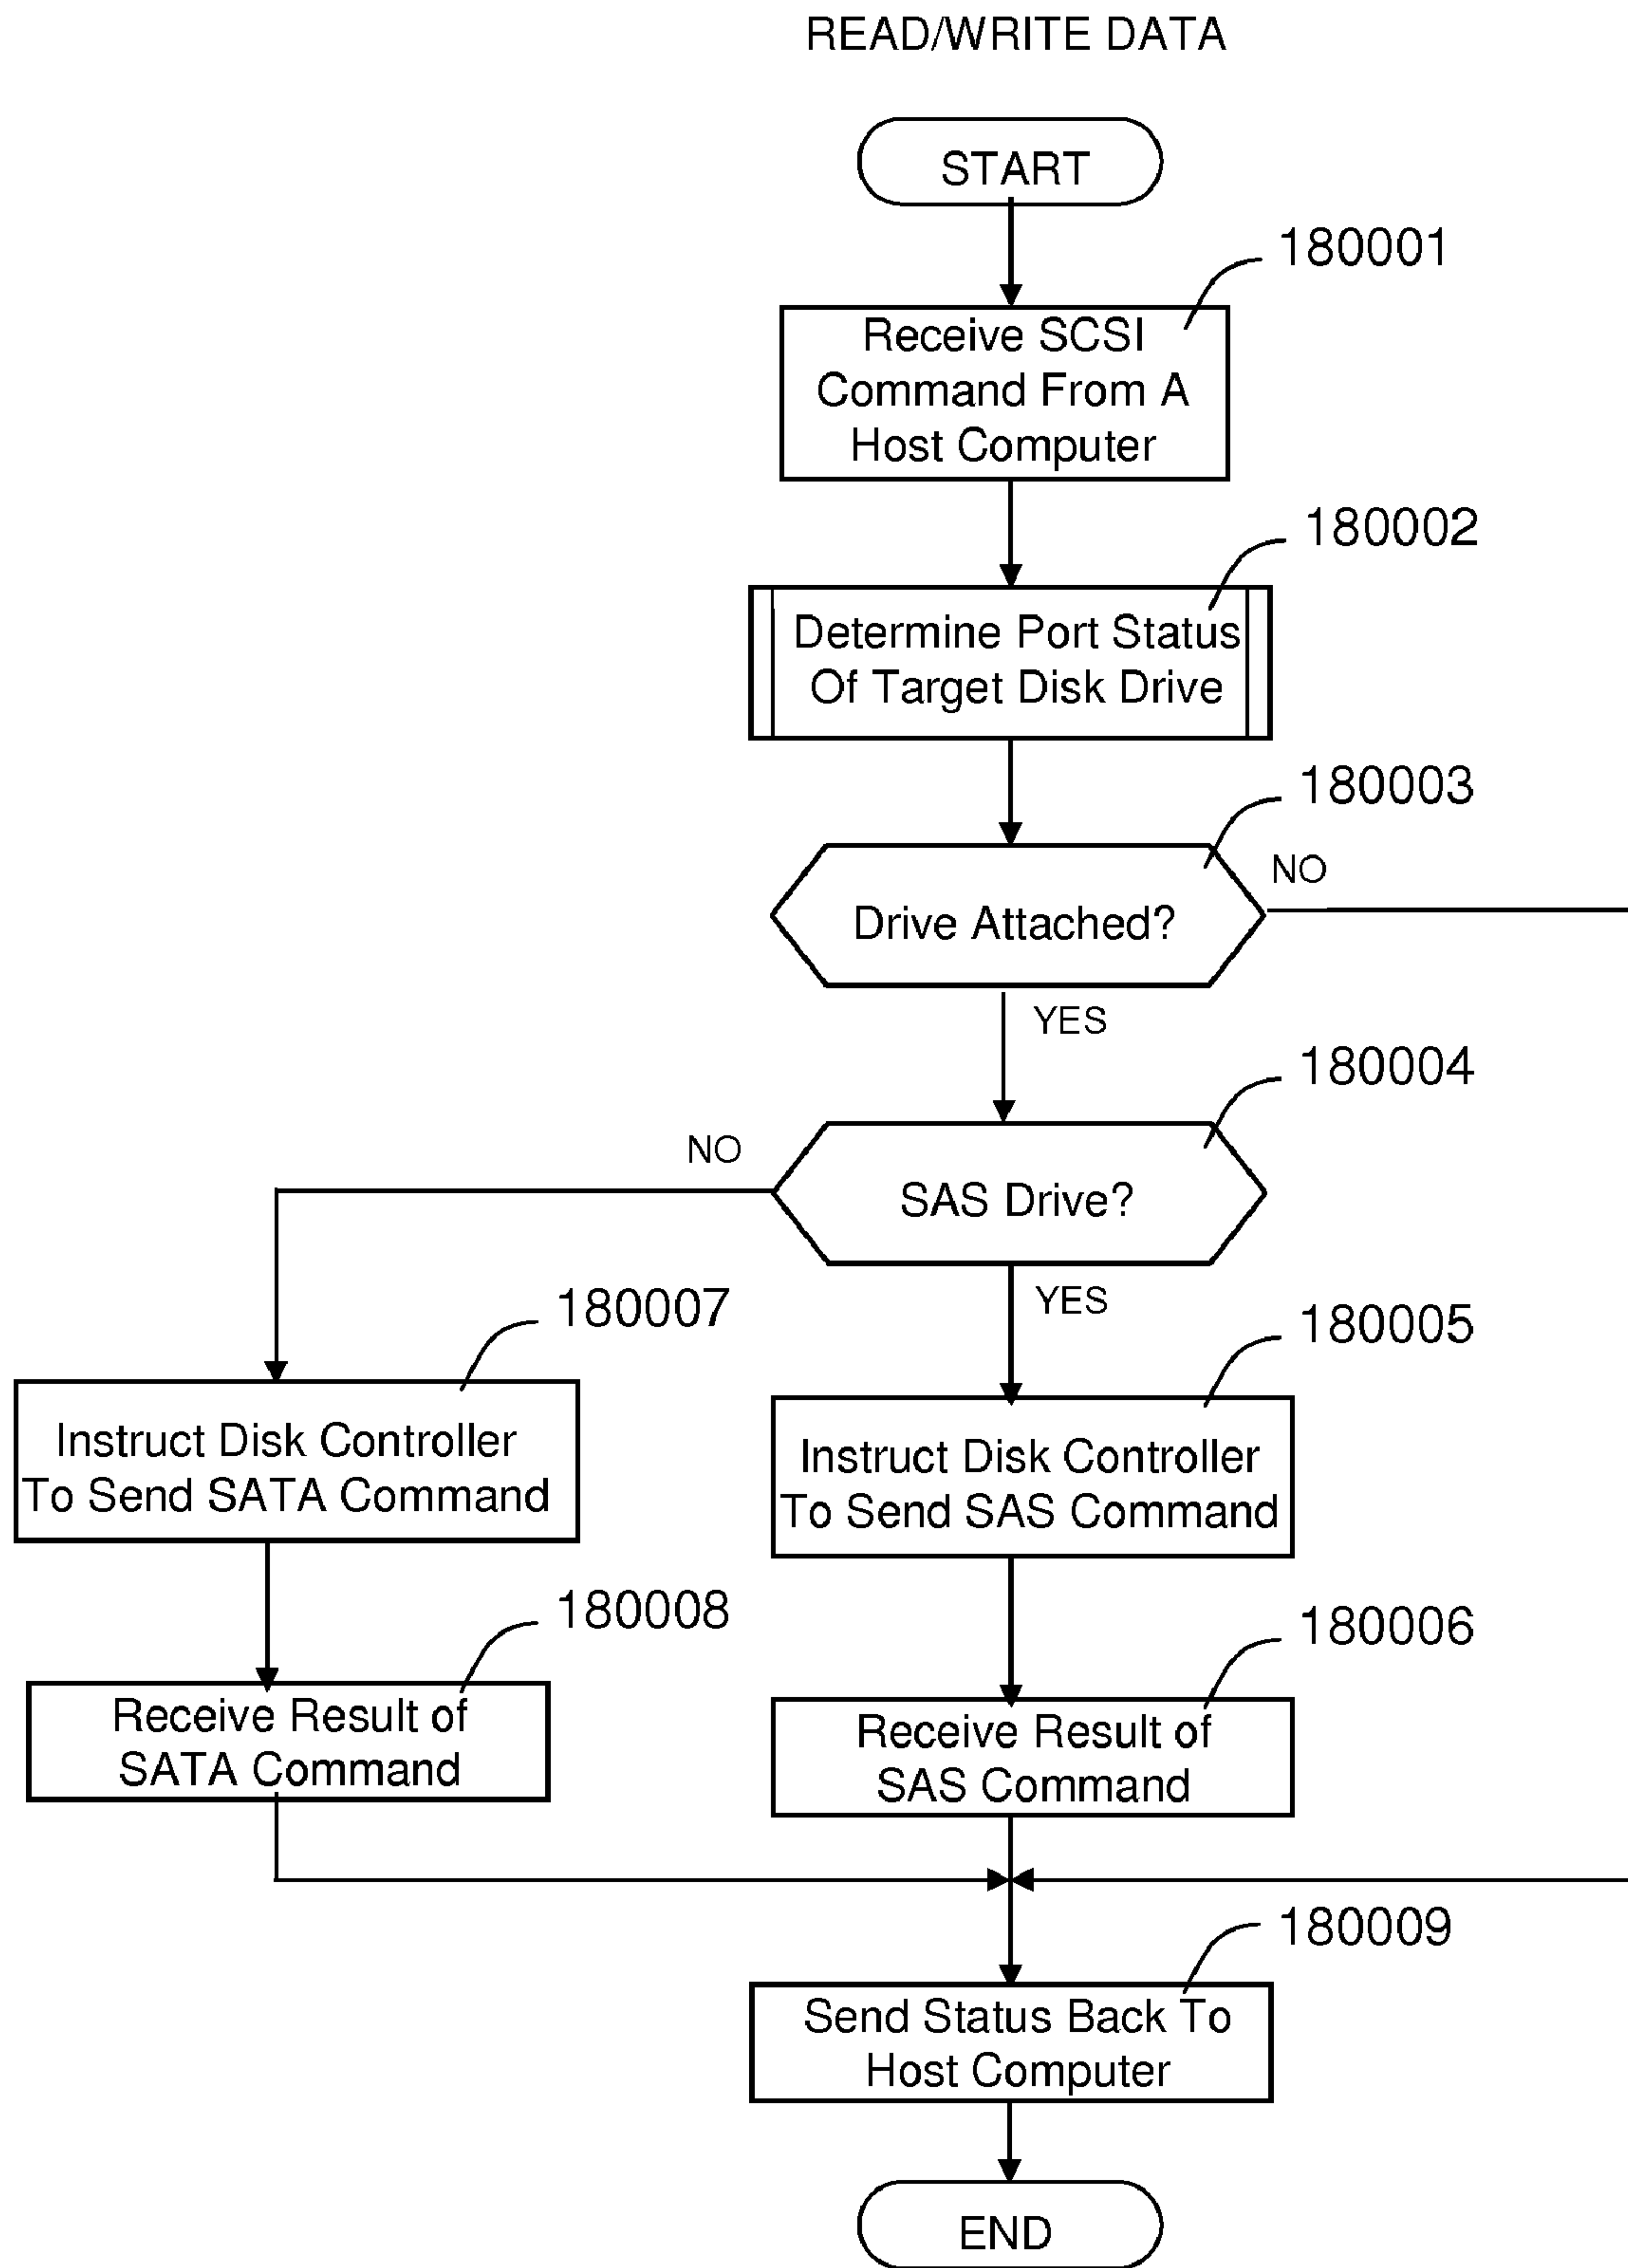 READ/WRITE DATA
START
180001
Receive SCSI
Command From A
Host Computer
180002
Determine Port Status
Of Target Disk Drive
180003
NO
Drive Attached?
YES
180004
NO
SAS Drive?
YES
180007
180005
Instruct Disk Controller
To Send SATA Command
Instruct Disk Controller
To Send SAS Command
180008
180006
Receive Result of
SATA Command
Receive Result of
SAS Command
180009
Send Status Back To
Host Computer
END